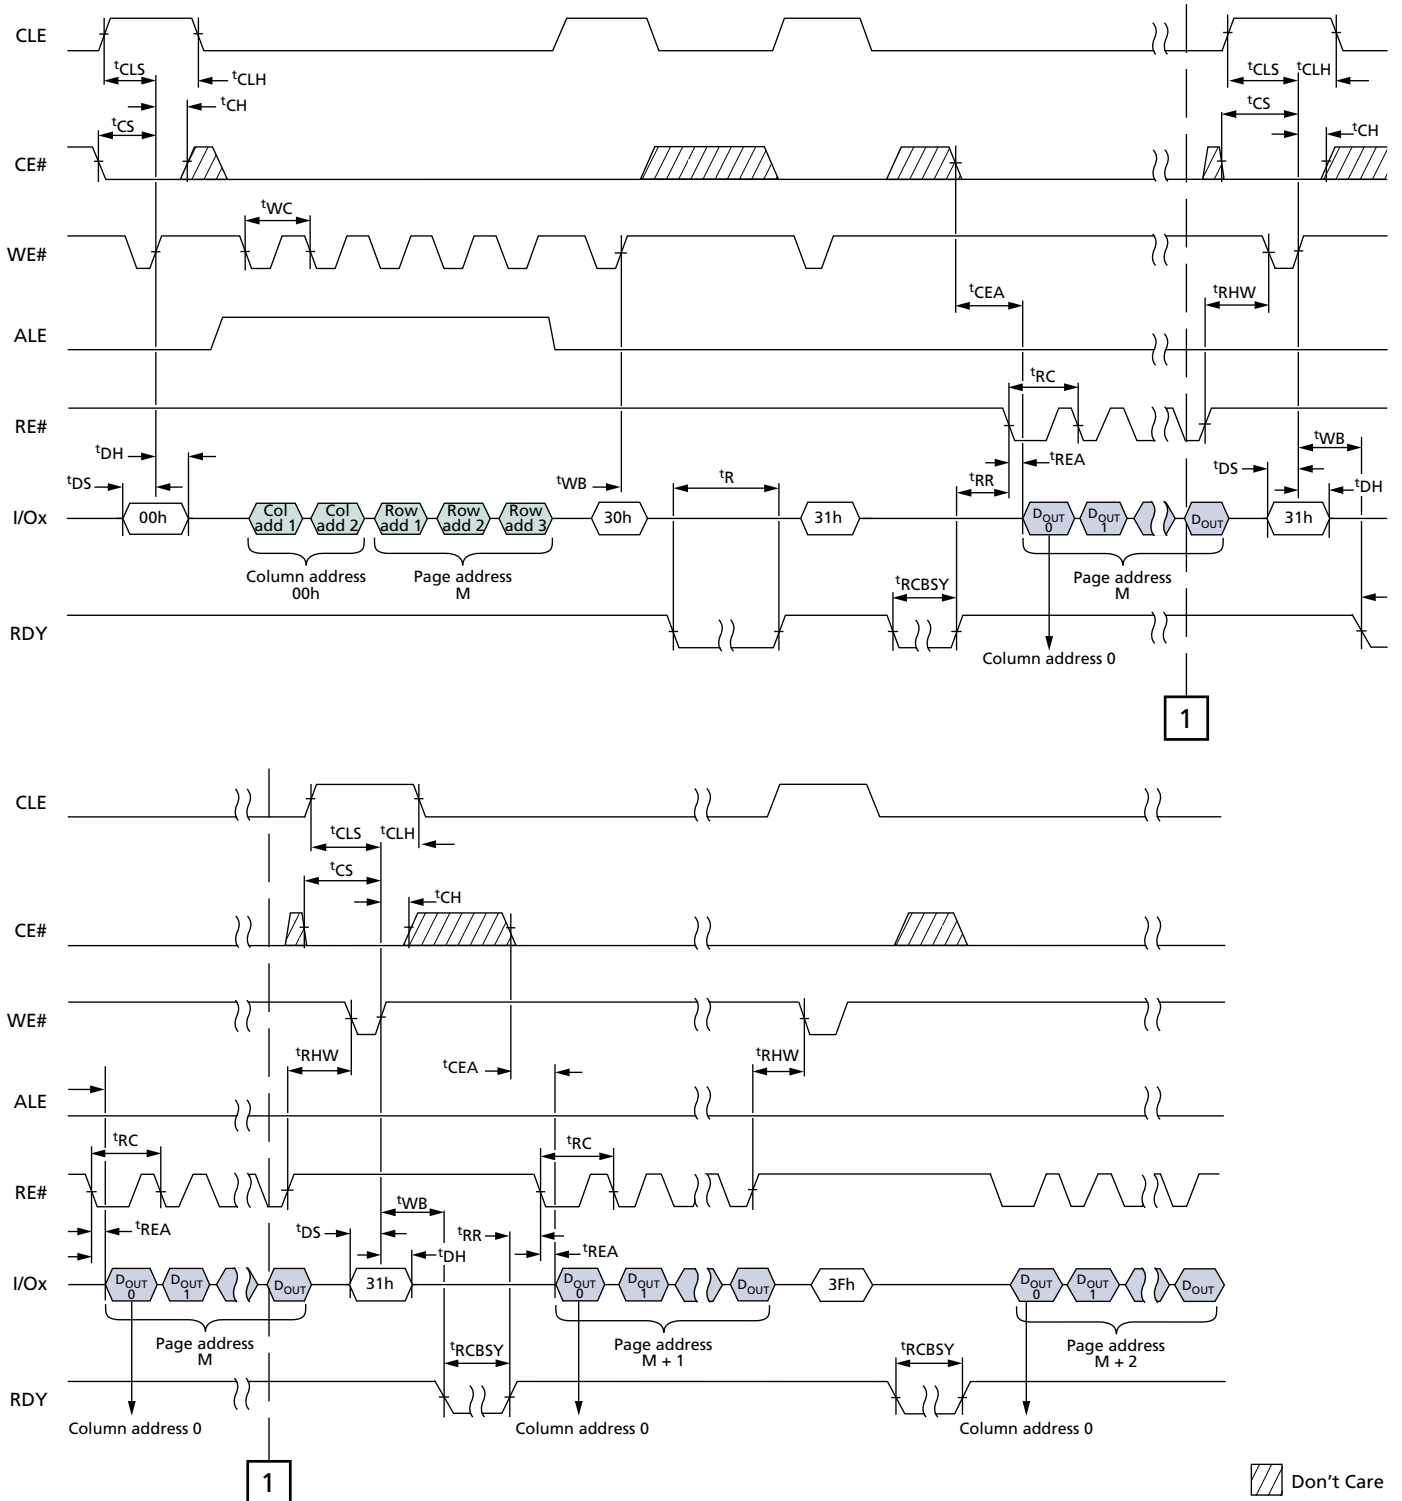 CLE
tCLS
tCLH
tCLS
tCLH
tCH
tCS
tCS
tCH
CE#
tWC
WE#
tCEA
tRHW
ALE
tRC
RE#
tDH
tREA
tWB
tDS
tWB
tR
tRR
tDS
tDH
I/Ox
00h
Col add 1
Col add 2
Row add 1
Row add 2
Row add 3
30h
31h
DOUT 0
DOUT 1
DOUT
31h
Column address
00h
Page address
M
Page address
M
tRCBSY
RDY
Column address 0
1
CLE
tCLS
tCLH
tCS
tCH
CE#
WE#
tRHW
tCEA
tRHW
ALE
tRC
tRC
RE#
tREA
tDS
tWB
tRR
tDH
tREA
I/Ox
DOUT 0
DOUT 1
DOUT
31h
DOUT 0
DOUT 1
DOUT
3Fh
DOUT 0
DOUT 1
DOUT
Page address
M
Page address
M + 1
Page address
M + 2
tRCBSY
tRCBSY
RDY
Column address 0
Column address 0
Column address 0
1
Don't Care